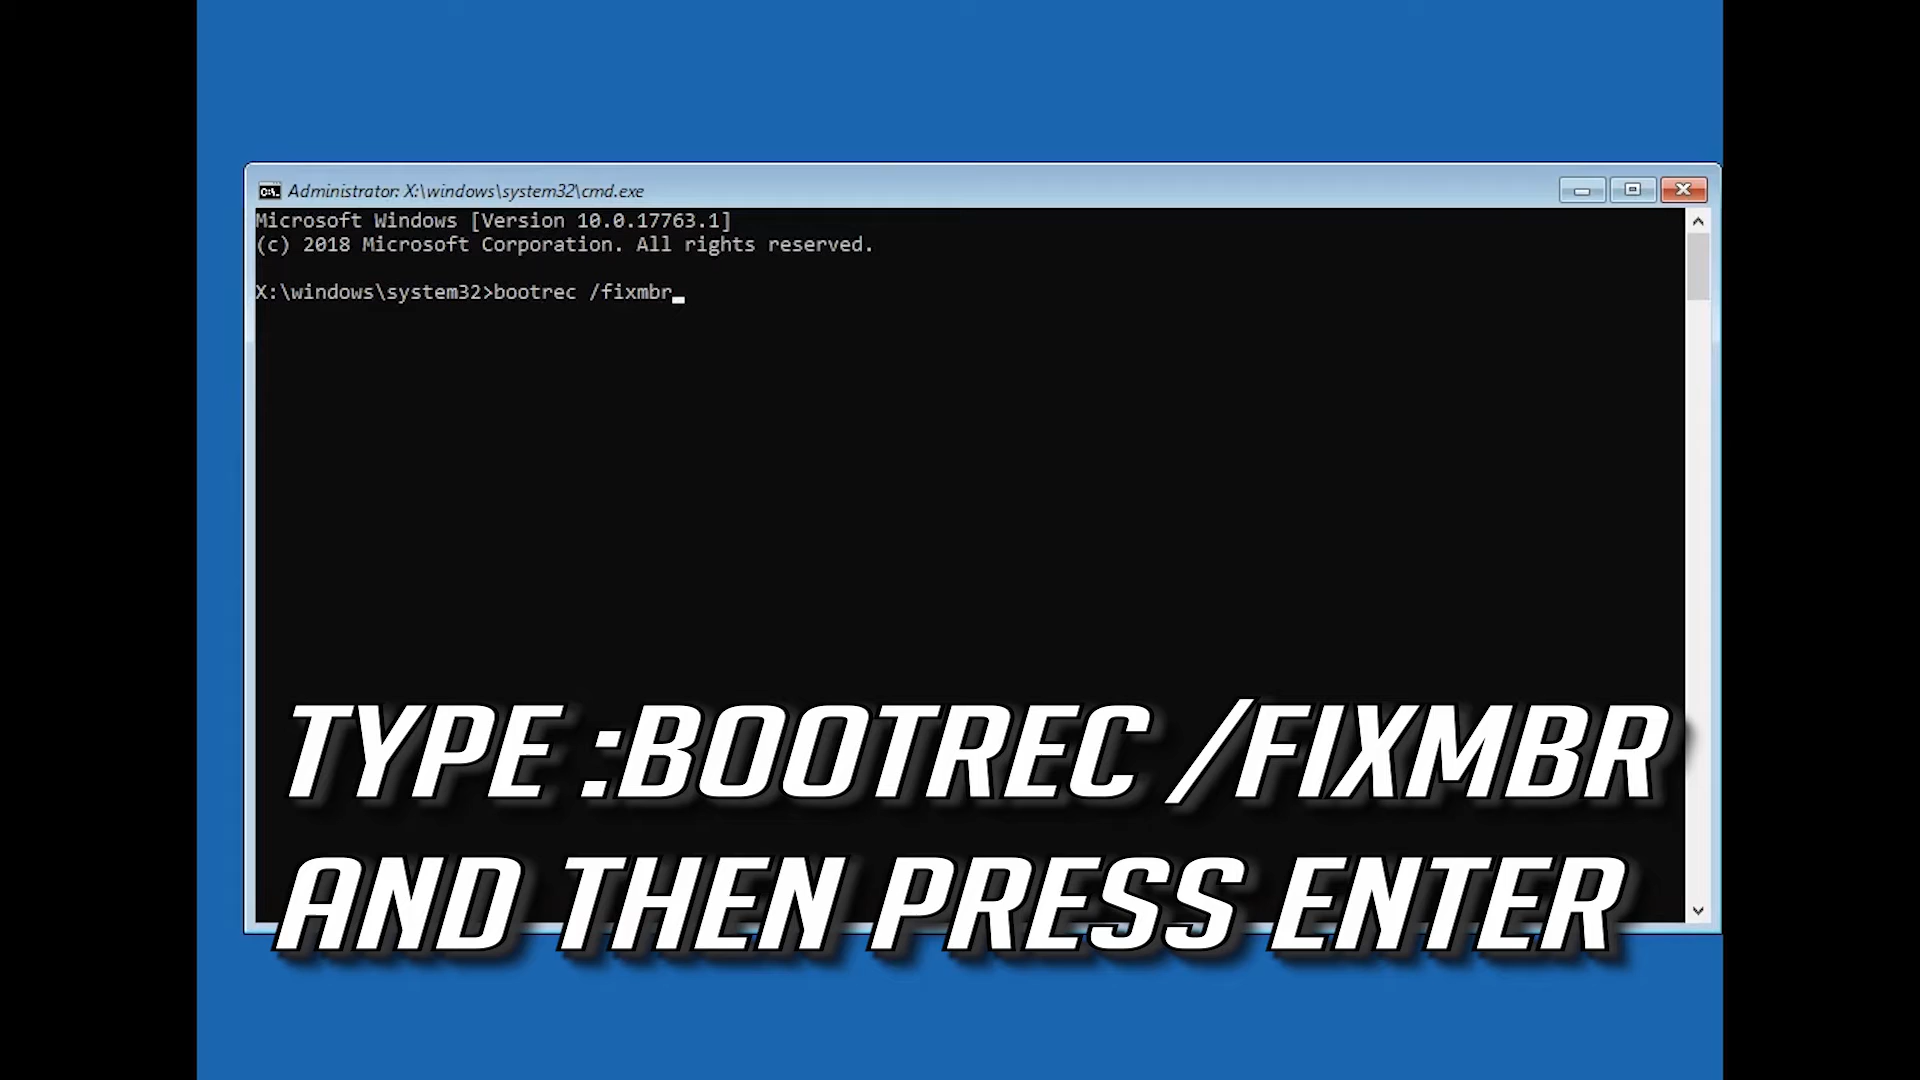 Administrator: X:\windows\system32\cmd.exe
Microsoft Windows [Version 10.0.17763.1]
(c) 2018 Microsoft Corporation. All rights reserved.
X:\windows\system32>bootrec /fixmbr_
TYPE :BOOTREC /FIXMBR
AND THEN PRESS ENTER